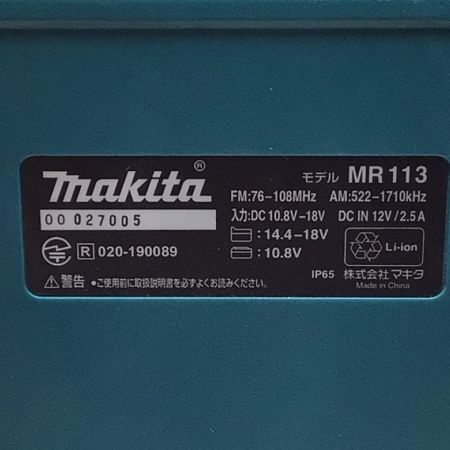 makita®
モデル MR113
00 027005
FM:76-108MHz AM:522-1710kHz
入力:DC 10.8V-18V DC IN 12V / 2.5A
:14.4-18V
:10.8V
Li-ion
R 020-190089
⚠警告 •ご使用前に取扱説明書を必ずよくお読みください。
IP65 株式会社マキタ
Made in China